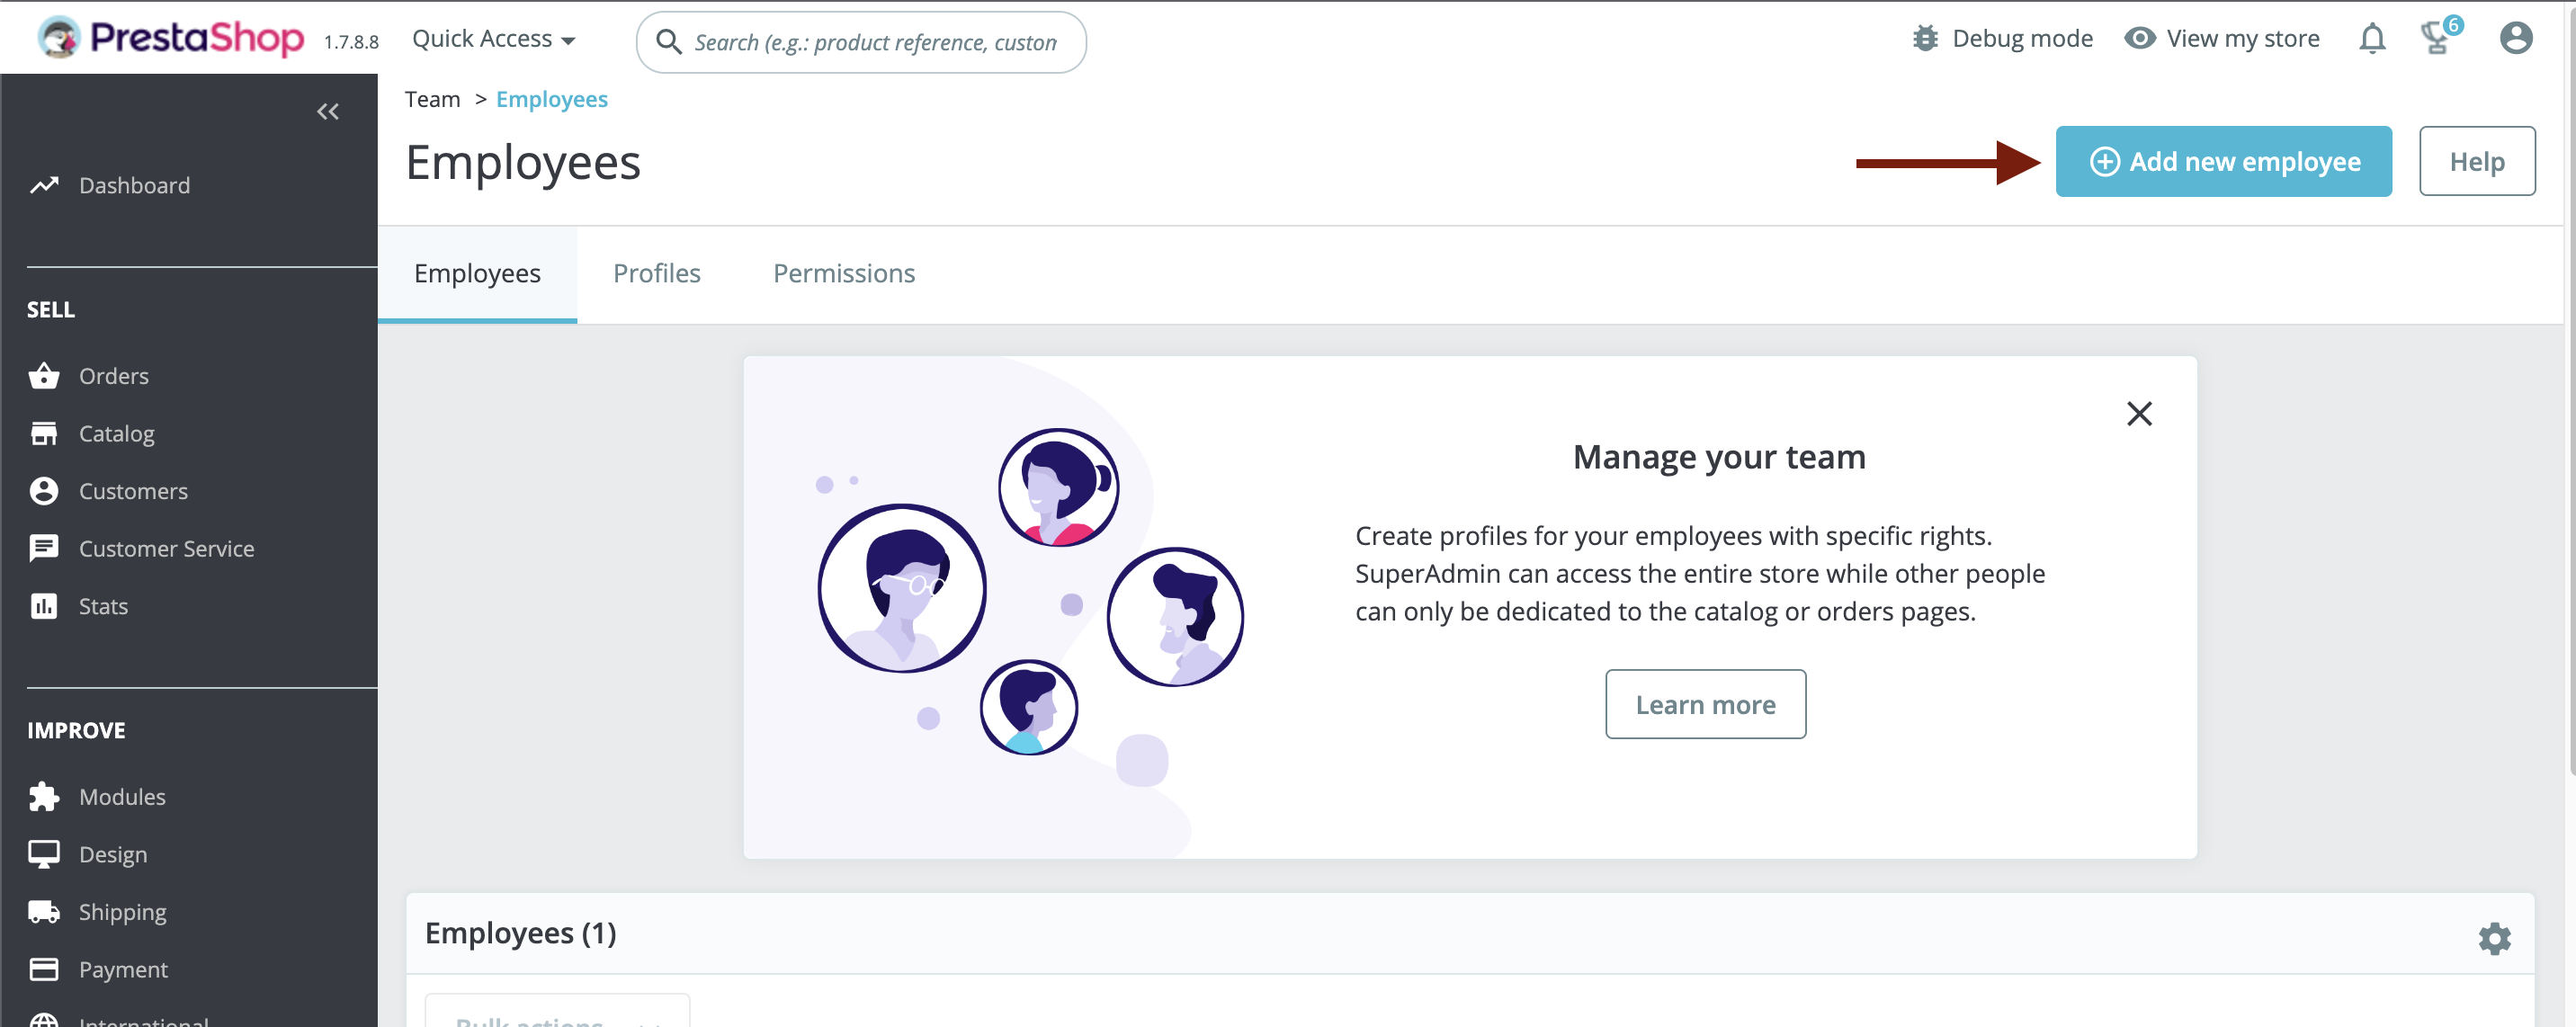 PrestaShop 1.7.8.8 Quick Access Search (e.g.: product reference, custon Debug mode View my store 6
Team > Employees
Employees
Add new employee Help
Employees Profiles Permissions
Dashboard
SELL
Orders
Catalog
Customers
Customer Service
Stats
IMPROVE
Modules
Design
Shipping
Payment
International
Manage your team
Create profiles for your employees with specific rights.
SuperAdmin can access the entire store while other people
can only be dedicated to the catalog or orders pages.
Learn more
Employees (1)
Bulk actions